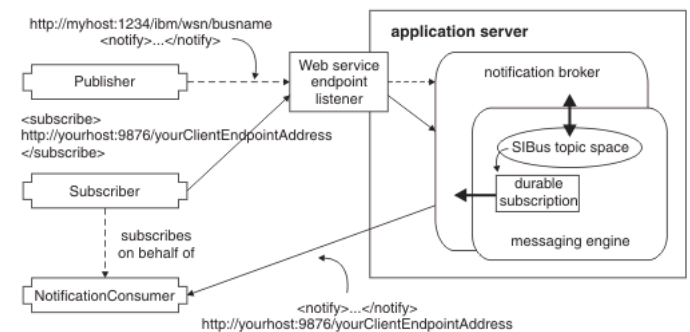 http://myhost:1234/ibm/wsn/busname
<notify>...</notify>
application server
Publisher
Web service
endpoint
listener
notification broker
<subscribe>
http://yourhost:9876/yourClientEndpointAddress
</subscribe>
SIBus topic space
Subscriber
durable
subscription
subscribes
on behalf of
messaging engine
NotificationConsumer
<notify>...</notify>
http://yourhost:9876/yourClientEndpointAddress